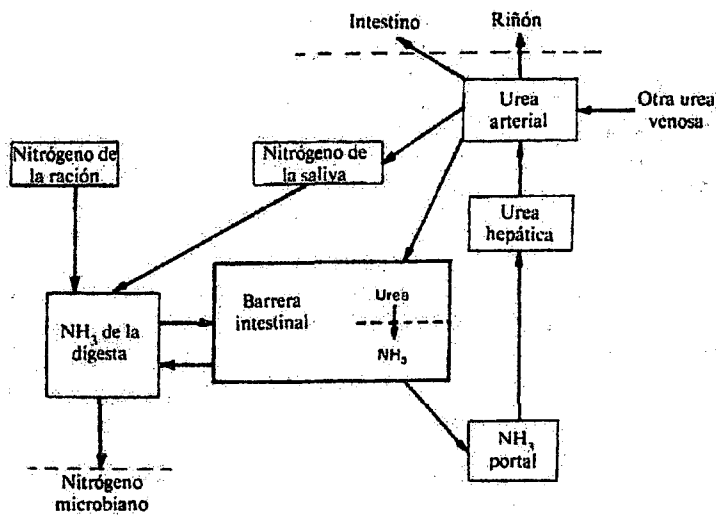 Intestino
Riñón
Urea
arterial
Otra urea
venosa
Nitrógeno de
la ración
Nitrógeno de
la saliva
Urea
hepática
Barrera
intestinal
Urea
NH₃
NH₃ de la
digesta
NH₃
portal
Nitrógeno
microbiano